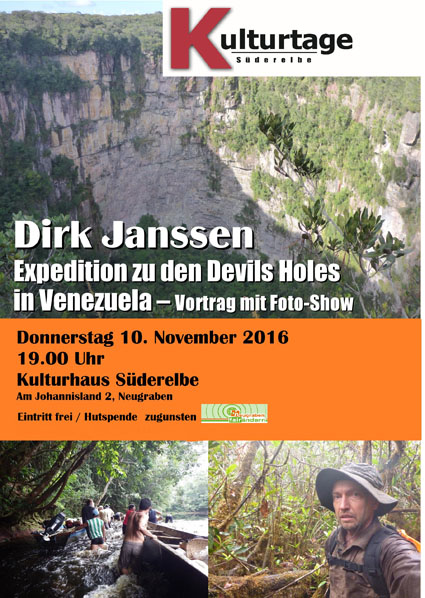 Kulturtage
Süderelbe
Dirk Janssen
Expedition zu den Devils Holes
in Venezuela – Vortrag mit Foto-Show
Donnerstag 10. November 2016
19.00 Uhr
Kulturhaus Süderelbe
Am Johannisland 2, Neugraben
Eintritt frei / Hutspende zugunsten